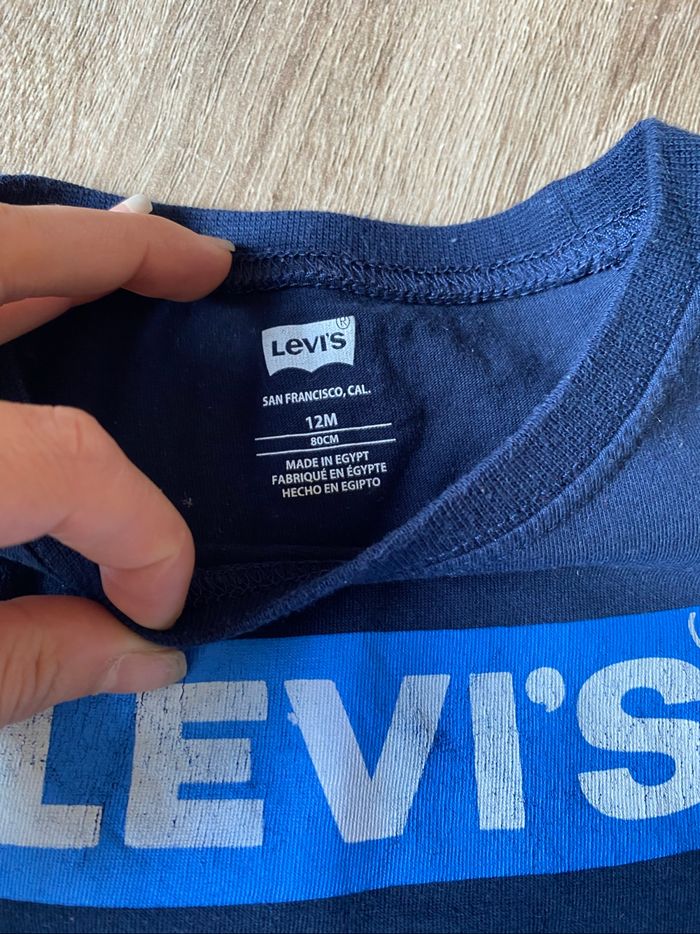 LEVI'S
®
SAN FRANCISCO, CAL.
12M
80CM
MADE IN EGYPT
FABRIQUÉ EN ÉGYPTE
HECHO EN EGIPTO
LEVI'S